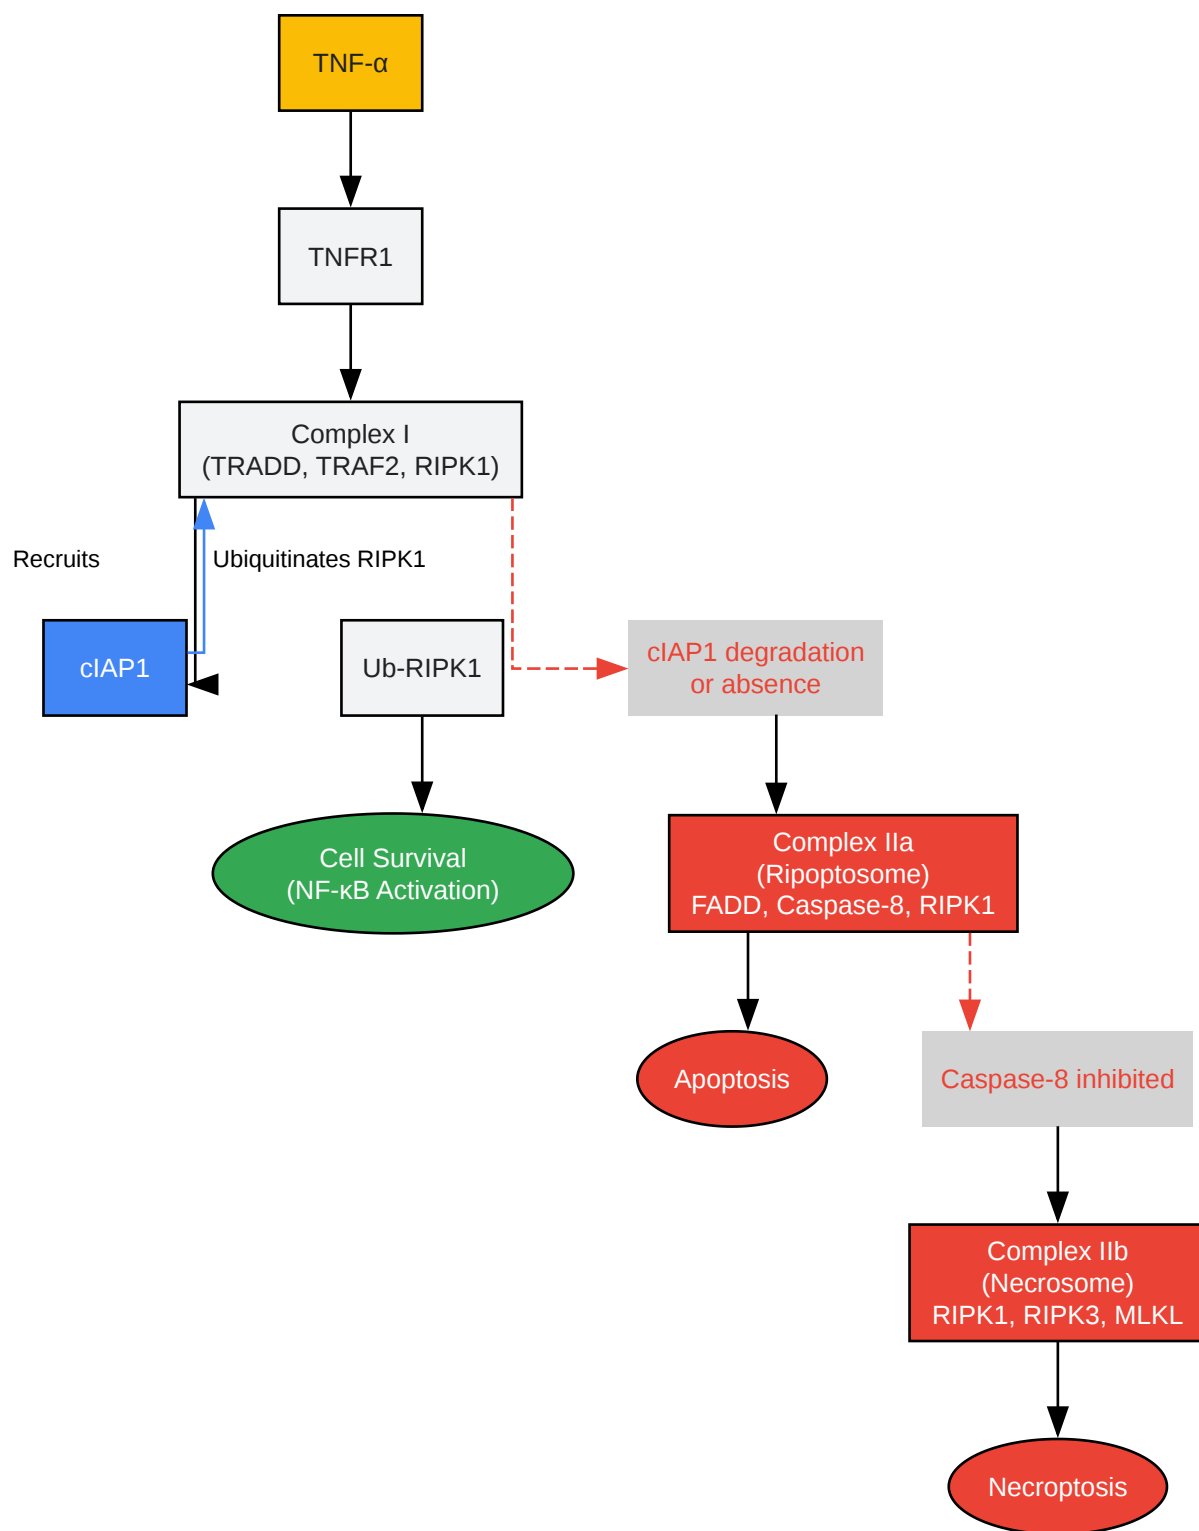 TNF-α
TNFR1
Complex I
(TRADD, TRAF2, RIPK1)
Recruits
Ubiquitinates RIPK1
cIAP1
Ub-RIPK1
cIAP1 degradation
or absence
Cell Survival
(NF-κB Activation)
Complex IIa
(Ripoptosome)
FADD, Caspase-8, RIPK1
Apoptosis
Caspase-8 inhibited
Complex IIb
(Necrosome)
RIPK1, RIPK3, MLKL
Necroptosis